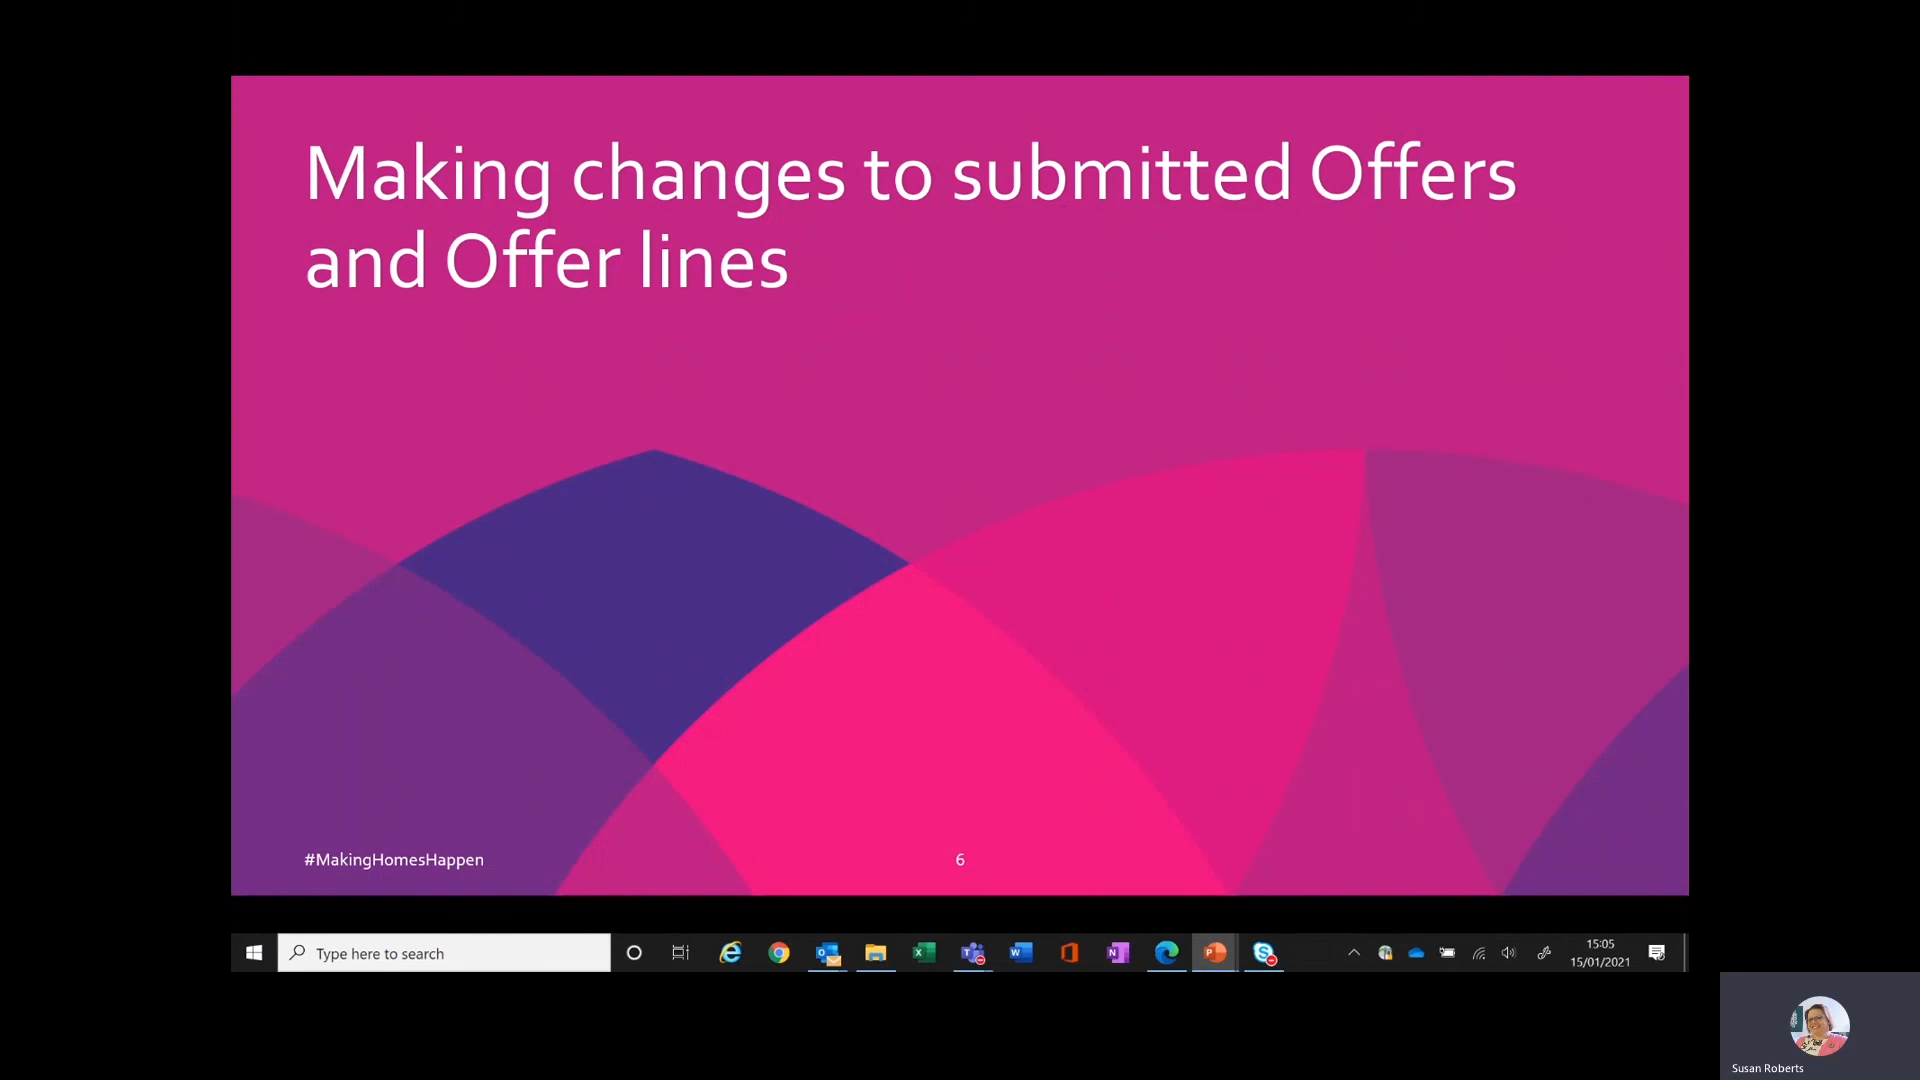 Making changes to submitted Offers
and Offer lines
#MakingHomesHappen
6
Type here to search
15:05
15/01/2021
Susan Roberts